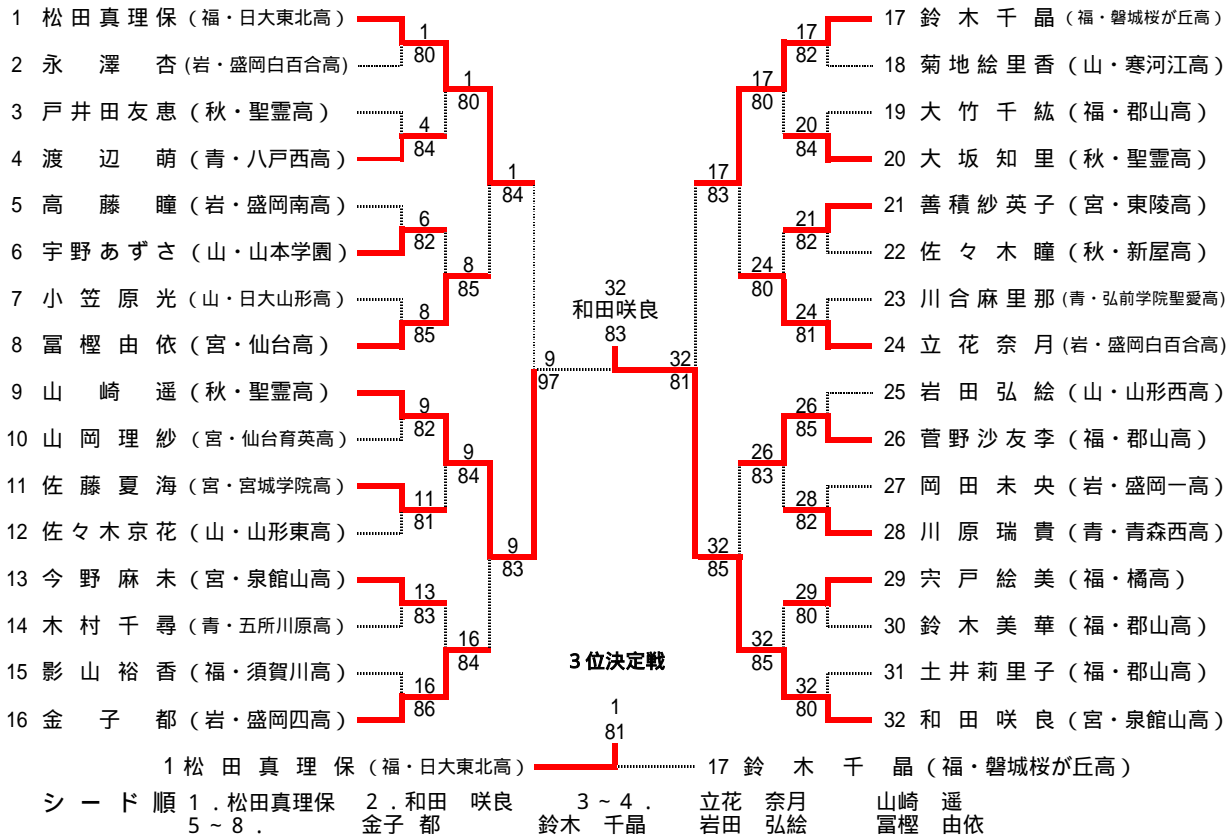 1 松田真理保 (福・日大東北高)
2 永澤杏 (岩・盛岡白百合高)
3 戸井田友恵 (秋・聖霊高)
4 渡辺萌 (青・八戸西高)
5 高藤瞳 (岩・盛岡南高)
6 宇野あずさ (山・山本学園)
7 小笠原光 (山・日大山形高)
8 冨樫由依 (宮・仙台高)
9 山崎遥 (秋・聖霊高)
10 山岡理紗 (宮・仙台育英高)
11 佐藤夏海 (宮・宮城学院高)
12 佐々木京花 (山・山形東高)
13 今野麻未 (宮・泉館山高)
14 木村千尋 (青・五所川原高)
15 影山裕香 (福・須賀川高)
16 金子都 (岩・盛岡四高)
1
80
4
84
6
82
8
85
9
82
11
81
13
83
16
86
1
80
8
85
9
84
16
84
1
84
9
83
9
97
32
和田咲良
83
32
81
17
83
32
85
17
80
24
80
26
83
32
85
17
82
20
84
21
82
24
81
26
85
28
82
29
80
32
80
17 鈴木千晶 (福・磐城桜が丘高)
18 菊地絵里香 (山・寒河江高)
19 大竹千紘 (福・郡山高)
20 大坂知里 (秋・聖霊高)
21 善積紗英子 (宮・東陵高)
22 佐々木瞳 (秋・新屋高)
23 川合麻里那 (青・弘前学院聖愛高)
24 立花奈月 (岩・盛岡白百合高)
25 岩田弘絵 (山・山形西高)
26 菅野沙友李 (福・郡山高)
27 岡田未央 (岩・盛岡一高)
28 川原瑞貴 (青・青森西高)
29 宍戸絵美 (福・橘高)
30 鈴木美華 (福・郡山高)
31 土井莉里子 (福・郡山高)
32 和田咲良 (宮・泉館山高)
3位決定戦
1
81
1 松田真理保 (福・日大東北高)
17 鈴木千晶 (福・磐城桜が丘高)
シード順 1.松田真理保 2.和田 咲良 3~4. 立花 奈月 山崎 遥
5~8. 金子 都 鈴木 千晶 岩田 弘絵 冨樫 由依